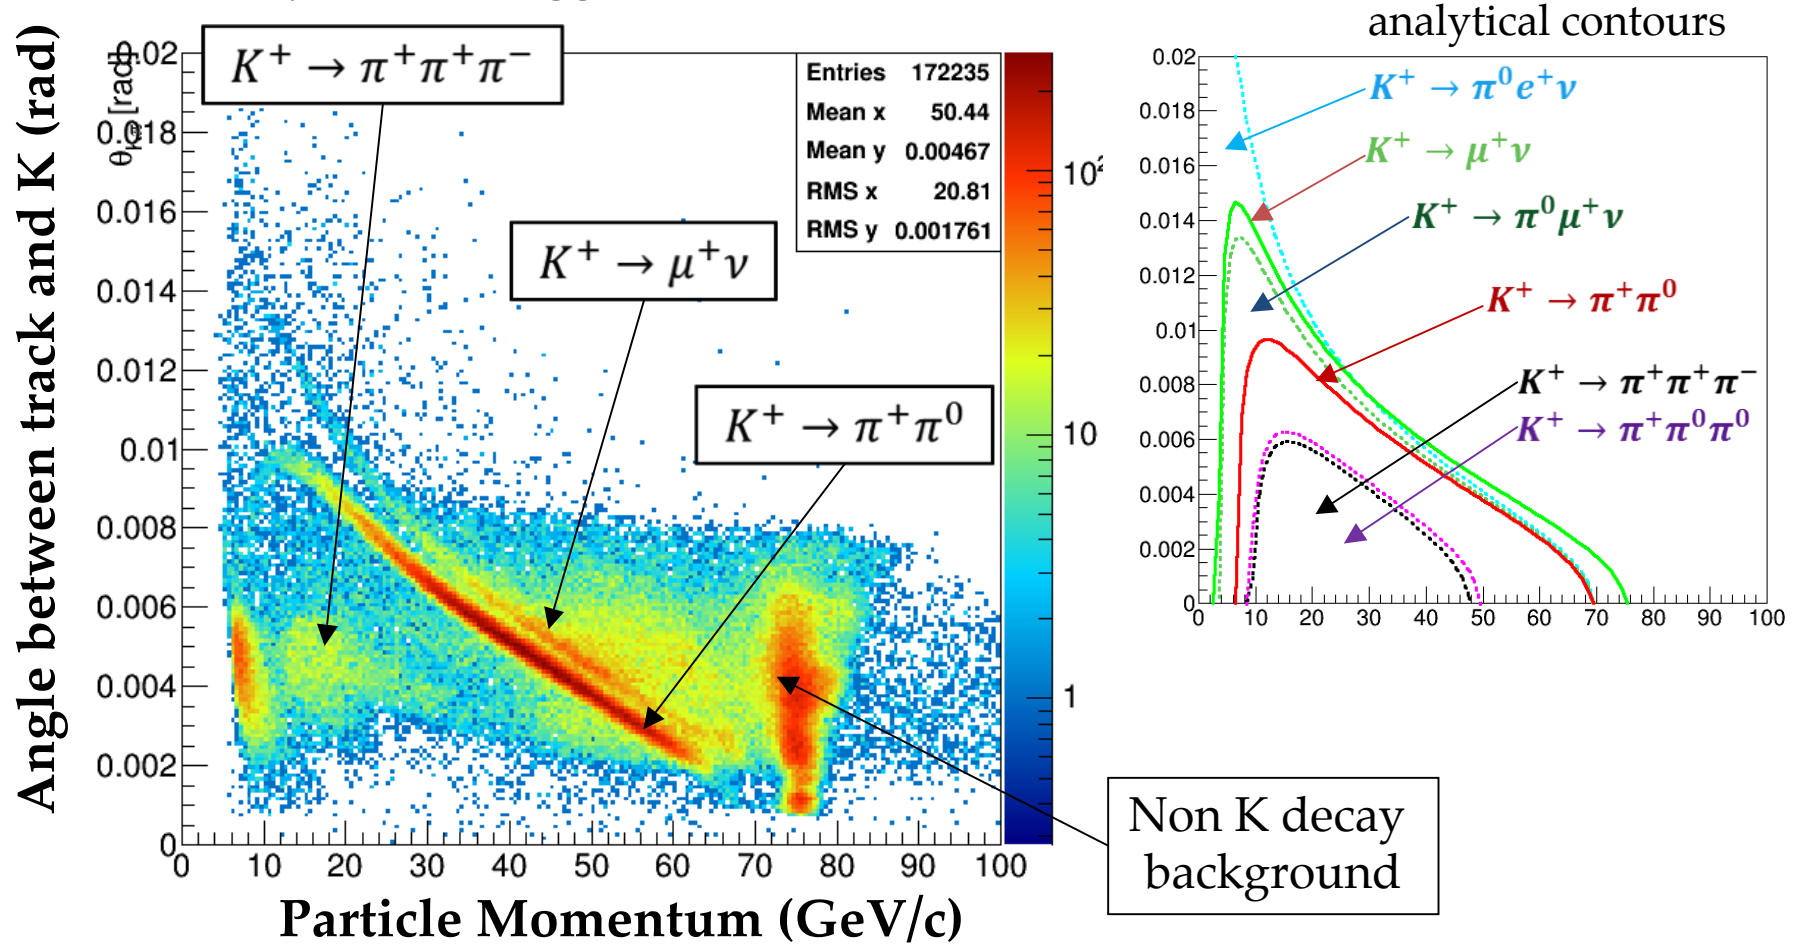 analytical contours
Angle between track and K (rad)
K⁺ → π⁺π⁺π⁻
K⁺ → μ⁺ν
K⁺ → π⁺π⁰
Entries 172235
Mean x 50.44
Mean y 0.00467
RMS x 20.81
RMS y 0.001761
0.018
0.016
0.014
0.012
0.01
0.008
0.006
0.004
0.002
0
0 10 20 30 40 50 60 70 80 90 100
Particle Momentum (GeV/c)
10²
10
1
Non K decay
background
0.02
0.018
0.016
0.014
0.012
0.01
0.008
0.006
0.004
0.002
0
0 10 20 30 40 50 60 70 80 90 100
K⁺ → π⁰e⁺ν
K⁺ → μ⁺ν
K⁺ → π⁰μ⁺ν
K⁺ → π⁺π⁰
K⁺ → π⁺π⁺π⁻
K⁺ → π⁺π⁰π⁰